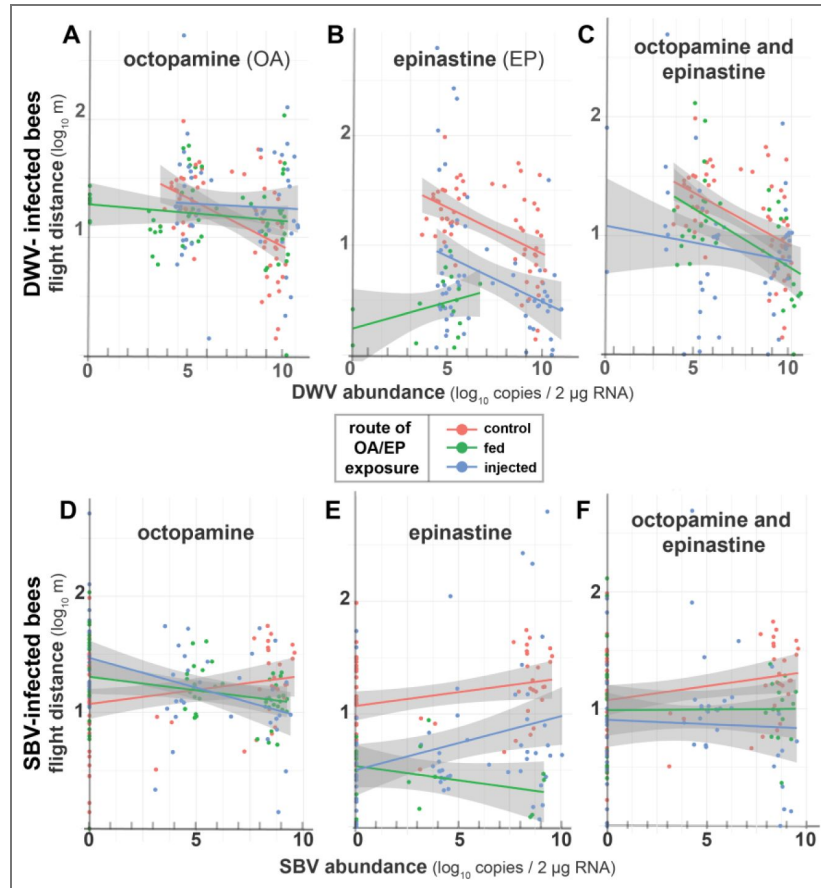 A
octopamine (OA)
B
epinastine (EP)
C
octopamine and
epinastine
DWV- infected bees
flight distance (log10 m)
2
1
0
5
10
2
1
0
5
10
2
1
0
5
10
DWV abundance (log10 copies / 2 µg RNA)
route of
OA/EP
exposure
control
fed
injected
D
octopamine
E
epinastine
F
octopamine and
epinastine
SBV-infected bees
flight distance (log10 m)
2
1
0
5
10
2
1
0
5
10
2
1
0
5
10
SBV abundance (log10 copies / 2 µg RNA)